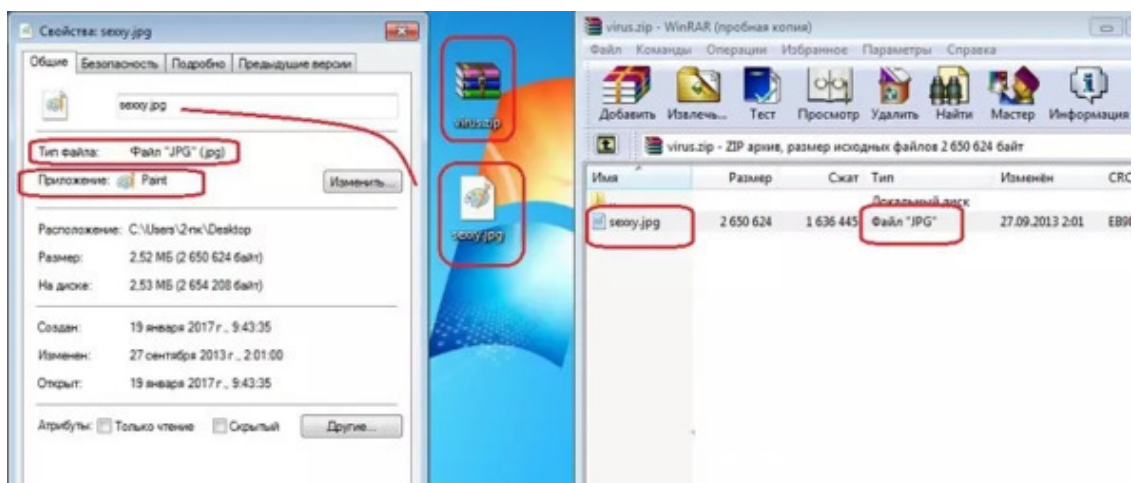 Свойства: sexxy.jpg
Общие Безопасность Подробно Предыдущие версии
sexxy.jpg
Тип файла: Файл "JPG" (.jpg)
Приложение: Paint Изменить...
Расположение: C:\Users\2-пк\Desktop
Размер: 2,52 МБ (2 650 624 байт)
На диске: 2,53 МБ (2 654 208 байт)
Создан: 19 января 2017 г., 9:43:35
Изменен: 27 сентября 2013 г., 2:01:00
Открыт: 19 января 2017 г., 9:43:35
Атрибуты: Только чтение Скрытый Другие...
virus.zip
sexxy.jpg
virus.zip - WinRAR (пробная копия)
Файл Команды Операции Избранное Параметры Справка
Добавить Извлечь... Тест Просмотр Удалить Найти Мастер Информация
virus.zip - ZIP архив, размер исходных файлов 2 650 624 байт
Имя Размер Сжат Тип Изменён CRC
.. Локальный диск
sexxy.jpg 2 650 624 1 636 445 Файл "JPG" 27.09.2013 2:01